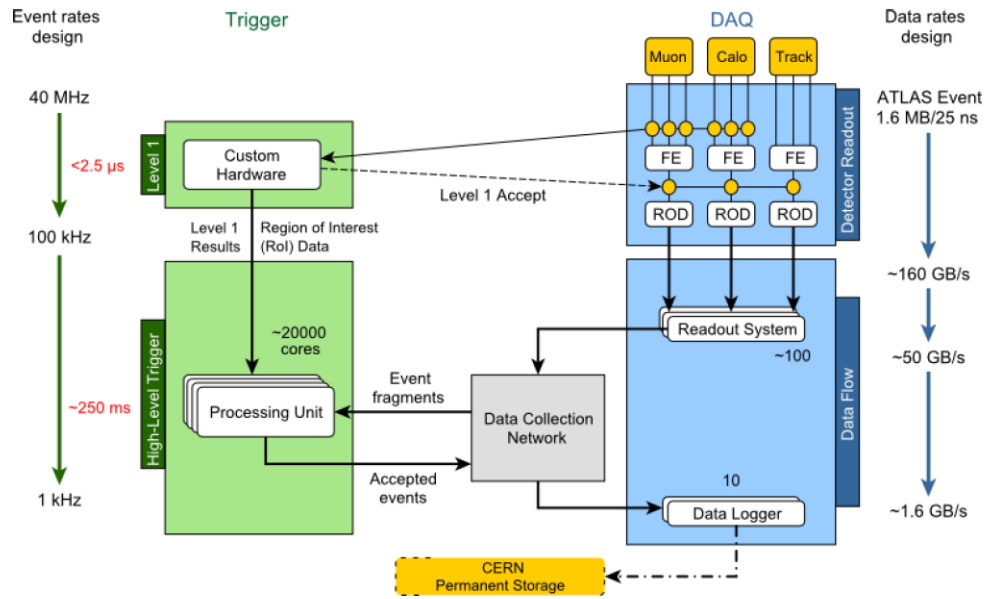 Event rates
design
Trigger
DAQ
Data rates
design
Muon
Calo
Track
40 MHz
ATLAS Event
1.6 MB/25 ns
<2.5 μs
Level 1
Custom
Hardware
FE
FE
FE
Detector Readout
Level 1 Accept
ROD
ROD
ROD
100 kHz
Level 1
Results
Region of Interest
(RoI) Data
~160 GB/s
~20000
cores
Readout System
~100
~50 GB/s
High-Level Trigger
~250 ms
Processing Unit
Event
fragments
Data Collection
Network
Data Flow
Accepted
events
1 kHz
10
Data Logger
~1.6 GB/s
CERN
Permanent Storage